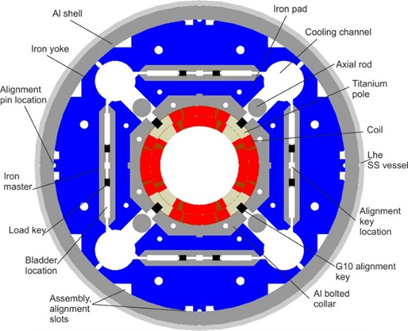 Al shell
Iron pad
Cooling channel
Iron yoke
Axial rod
Alignment
pin location
Titanium
pole
Coil
Lhe
SS vessel
Iron
master
Load key
Alignment
key
location
Bladder
location
G10 alignment
key
Assembly,
alignment
slots
Al bolted
collar